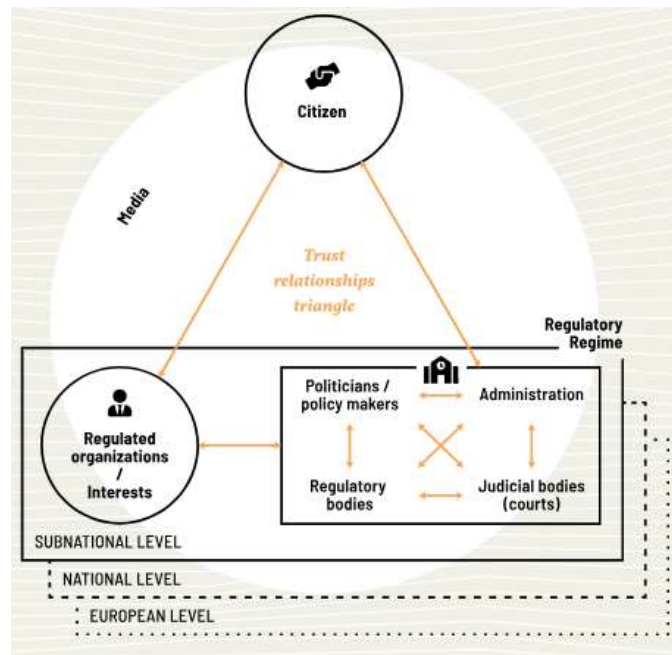 Citizen
Media
Trust
relationships
triangle
Regulatory
Regime
Politicians /
policy makers
Administration
Regulated
organizations
/
Interests
Regulatory
bodies
Judicial bodies
(courts)
SUBNATIONAL LEVEL
NATIONAL LEVEL
EUROPEAN LEVEL